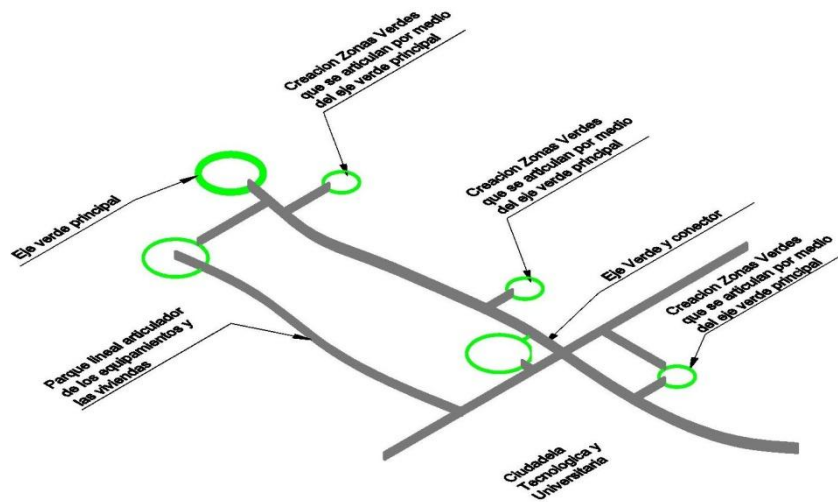 Creacion Zonas Verdes
que se articulan por medio
del eje verde principal
Eje verde principal
Creacion Zonas Verdes
que se articulan por medio
del eje verde principal
Eje Verde y conector
Creacion Zonas Verdes
que se articulan por medio
del eje verde principal
Parque lineal articulador
de los equipamientos y
las viviendas
Ciudadela
Tecnologica y
Universitaria